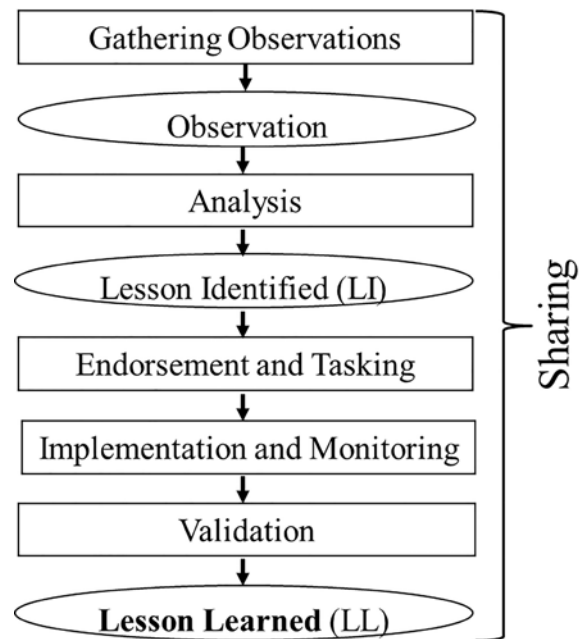 Gathering Observations
Observation
Analysis
Lesson Identified (LI)
Endorsement and Tasking
Implementation and Monitoring
Validation
Lesson Learned (LL)
Sharing